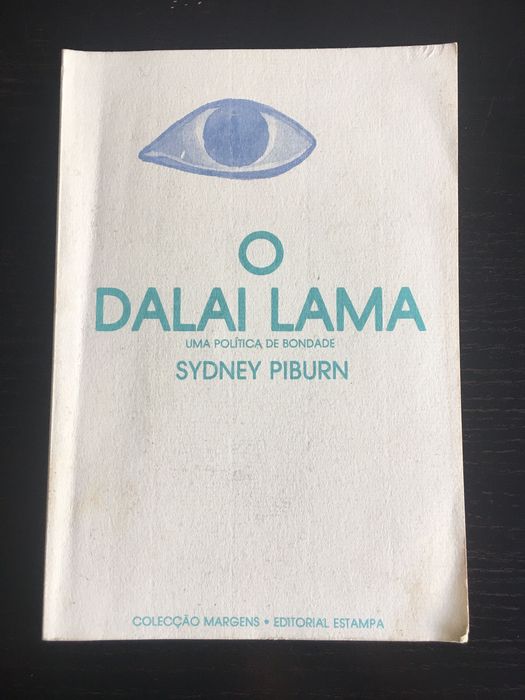 O
DALAI LAMA
UMA POLÍTICA DE BONDADE
SYDNEY PIBURN
COLECÇÃO MARGENS • EDITORIAL ESTAMPA